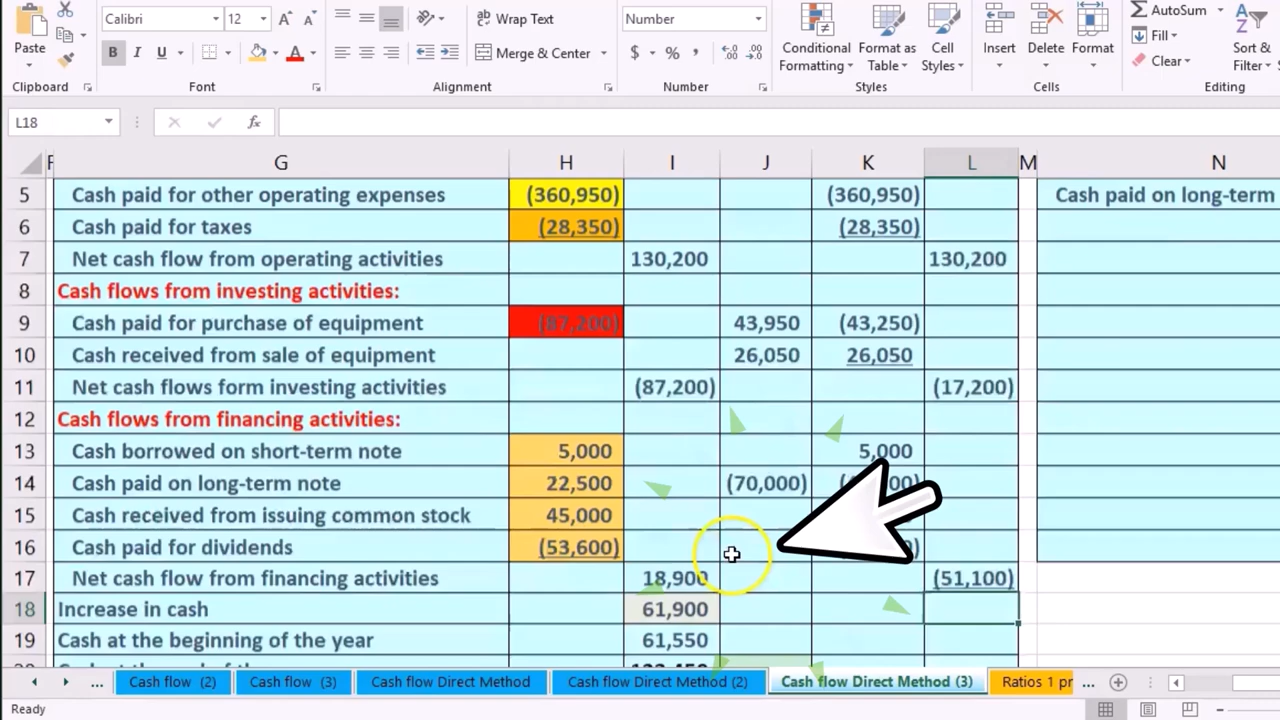 Calibri 12 Wrap Text Number AutoSum
Paste B I U Merge & Center $ % Conditional Formatting Format as Table Cell Styles Insert Delete Format Fill Clear Sort & Filter
Clipboard Font Alignment Number Styles Cells Editing
L18 fx
F G H I J K L M N
5 Cash paid for other operating expenses (360,950) (360,950) Cash paid on long-term
6 Cash paid for taxes (28,350) (28,350)
7 Net cash flow from operating activities 130,200 130,200
8 Cash flows from investing activities:
9 Cash paid for purchase of equipment (87,200) 43,950 (43,250)
10 Cash received from sale of equipment 26,050 26,050
11 Net cash flows form investing activities (87,200) (17,200)
12 Cash flows from financing activities:
13 Cash borrowed on short-term note 5,000 5,000
14 Cash paid on long-term note 22,500 (70,000)
15 Cash received from issuing common stock 45,000
16 Cash paid for dividends (53,600)
17 Net cash flow from financing activities 18,900 (51,100)
18 Increase in cash 61,900
19 Cash at the beginning of the year 61,550
... Cash flow (2) Cash flow (3) Cash flow Direct Method Cash flow Direct Method (2) Cash flow Direct Method (3) Ratios 1 pr ...
Ready